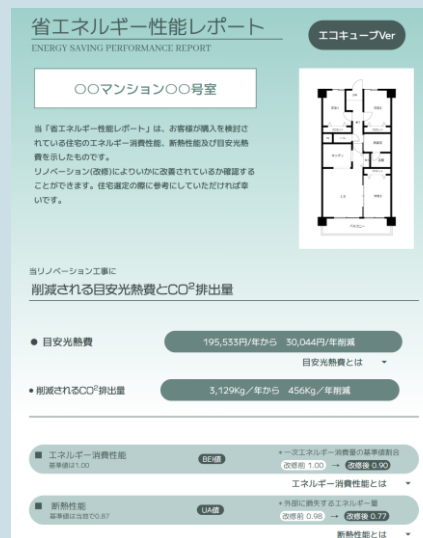 省エネルギー性能レポート
ENERGY SAVING PERFORMANCE REPORT
エコキューブVer
〇〇マンション〇〇号室
当「省エネルギー性能レポート」は、お客様が購入を検討さ
れている住宅のエネルギー消費性能、断熱性能及び目安光熱
費を示したものです。
リノベーション(改修)によりいかに改善されているか確認する
ことができます。住宅選定の際に参考にしていただければ幸
いです。
バルコニー
当リノベーション工事に
削減される目安光熱費とCO²排出量
● 目安光熱費
195,533円/年から 30,044円/年削減
目安光熱費とは
• 削減されるCO²排出量
3,129Kg／年から 456Kg／年削減
■ エネルギー消費性能
基準値は1.00
BEI値
• 一次エネルギー消費量の基準値割合
改修前 1.00 → 改修後 0.90
エネルギー消費性能とは
■ 断熱性能
基準値は当該で0.87
UA値
• 外部に損失するエネルギー量
改修前 0.98 → 改修後 0.77
断熱性能とは